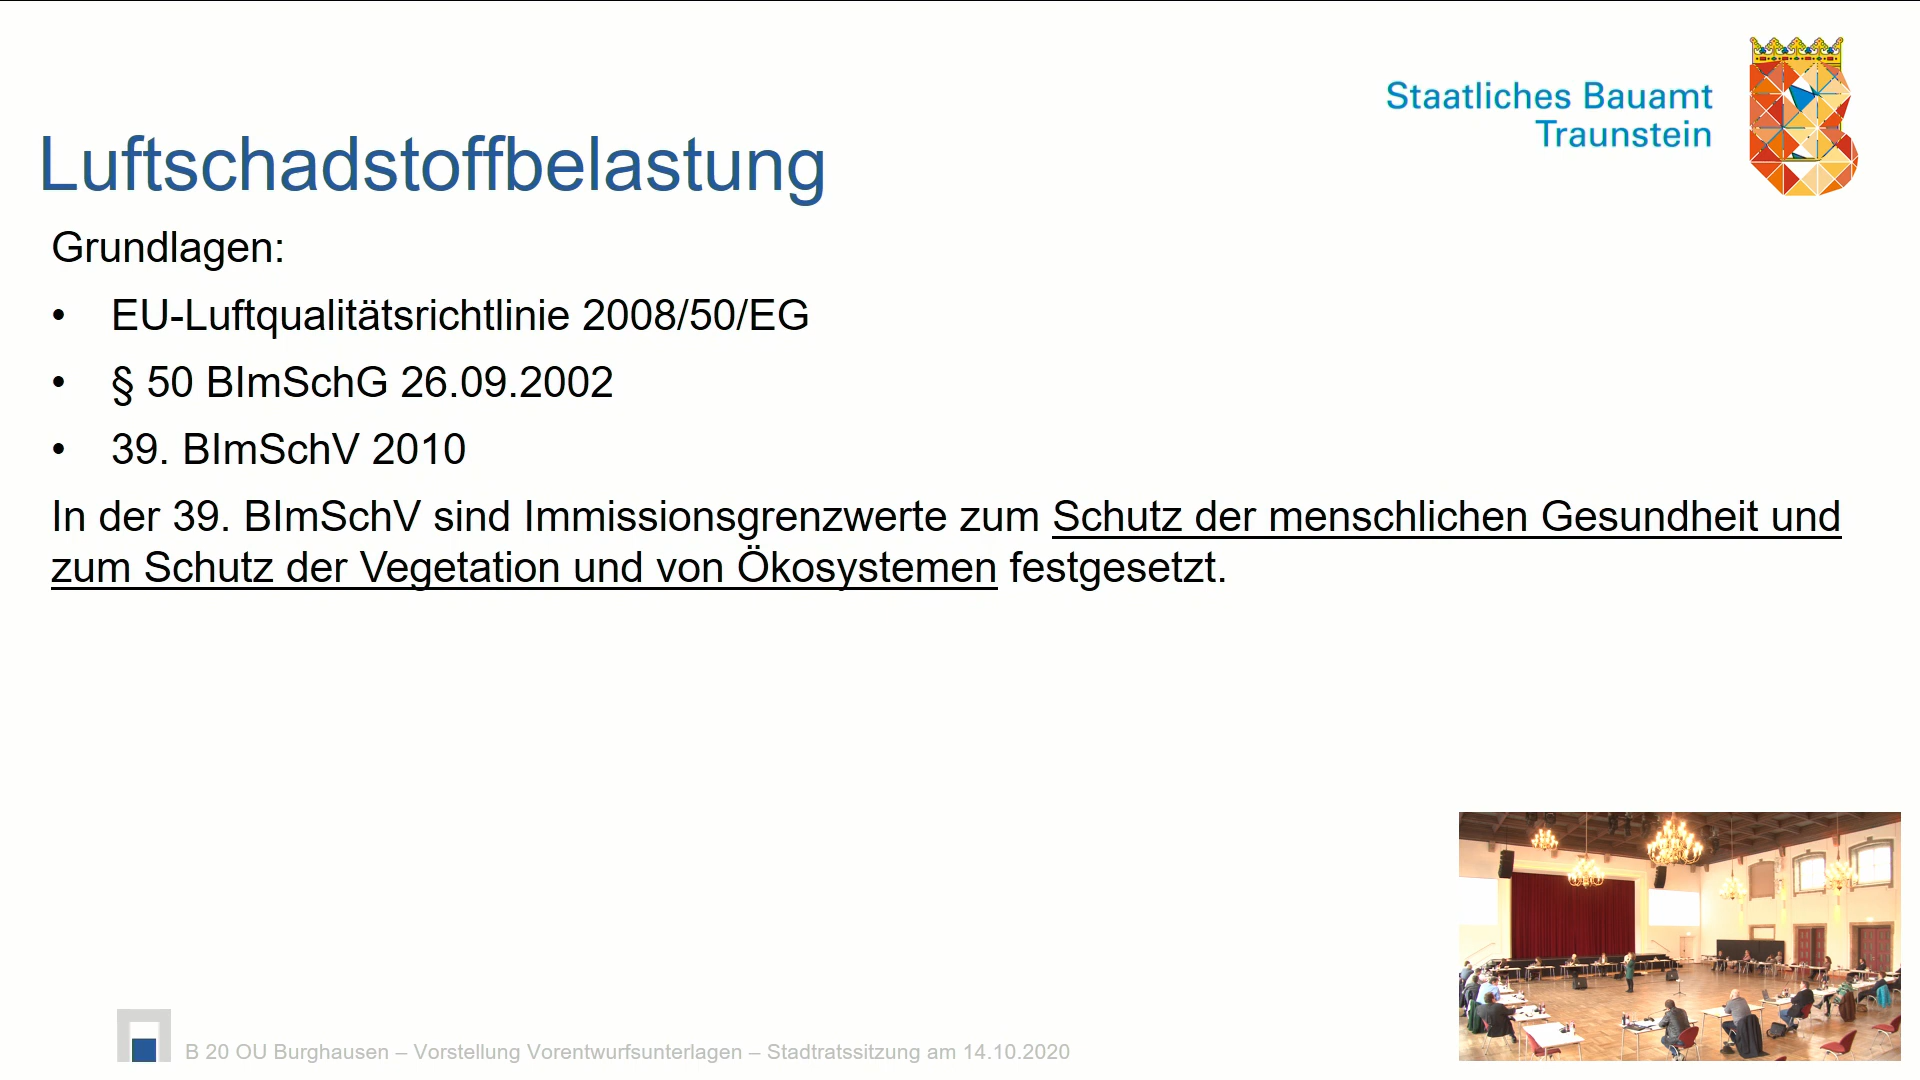 Staatliches Bauamt
Traunstein
Luftschadstoffbelastung
Grundlagen:
• EU-Luftqualitätsrichtlinie 2008/50/EG
• § 50 BImSchG 26.09.2002
• 39. BImSchV 2010
In der 39. BImSchV sind Immissionsgrenzwerte zum Schutz der menschlichen Gesundheit und
zum Schutz der Vegetation und von Ökosystemen festgesetzt.
B 20 OU Burghausen – Vorstellung Vorentwurfsunterlagen – Stadtratssitzung am 14.10.2020